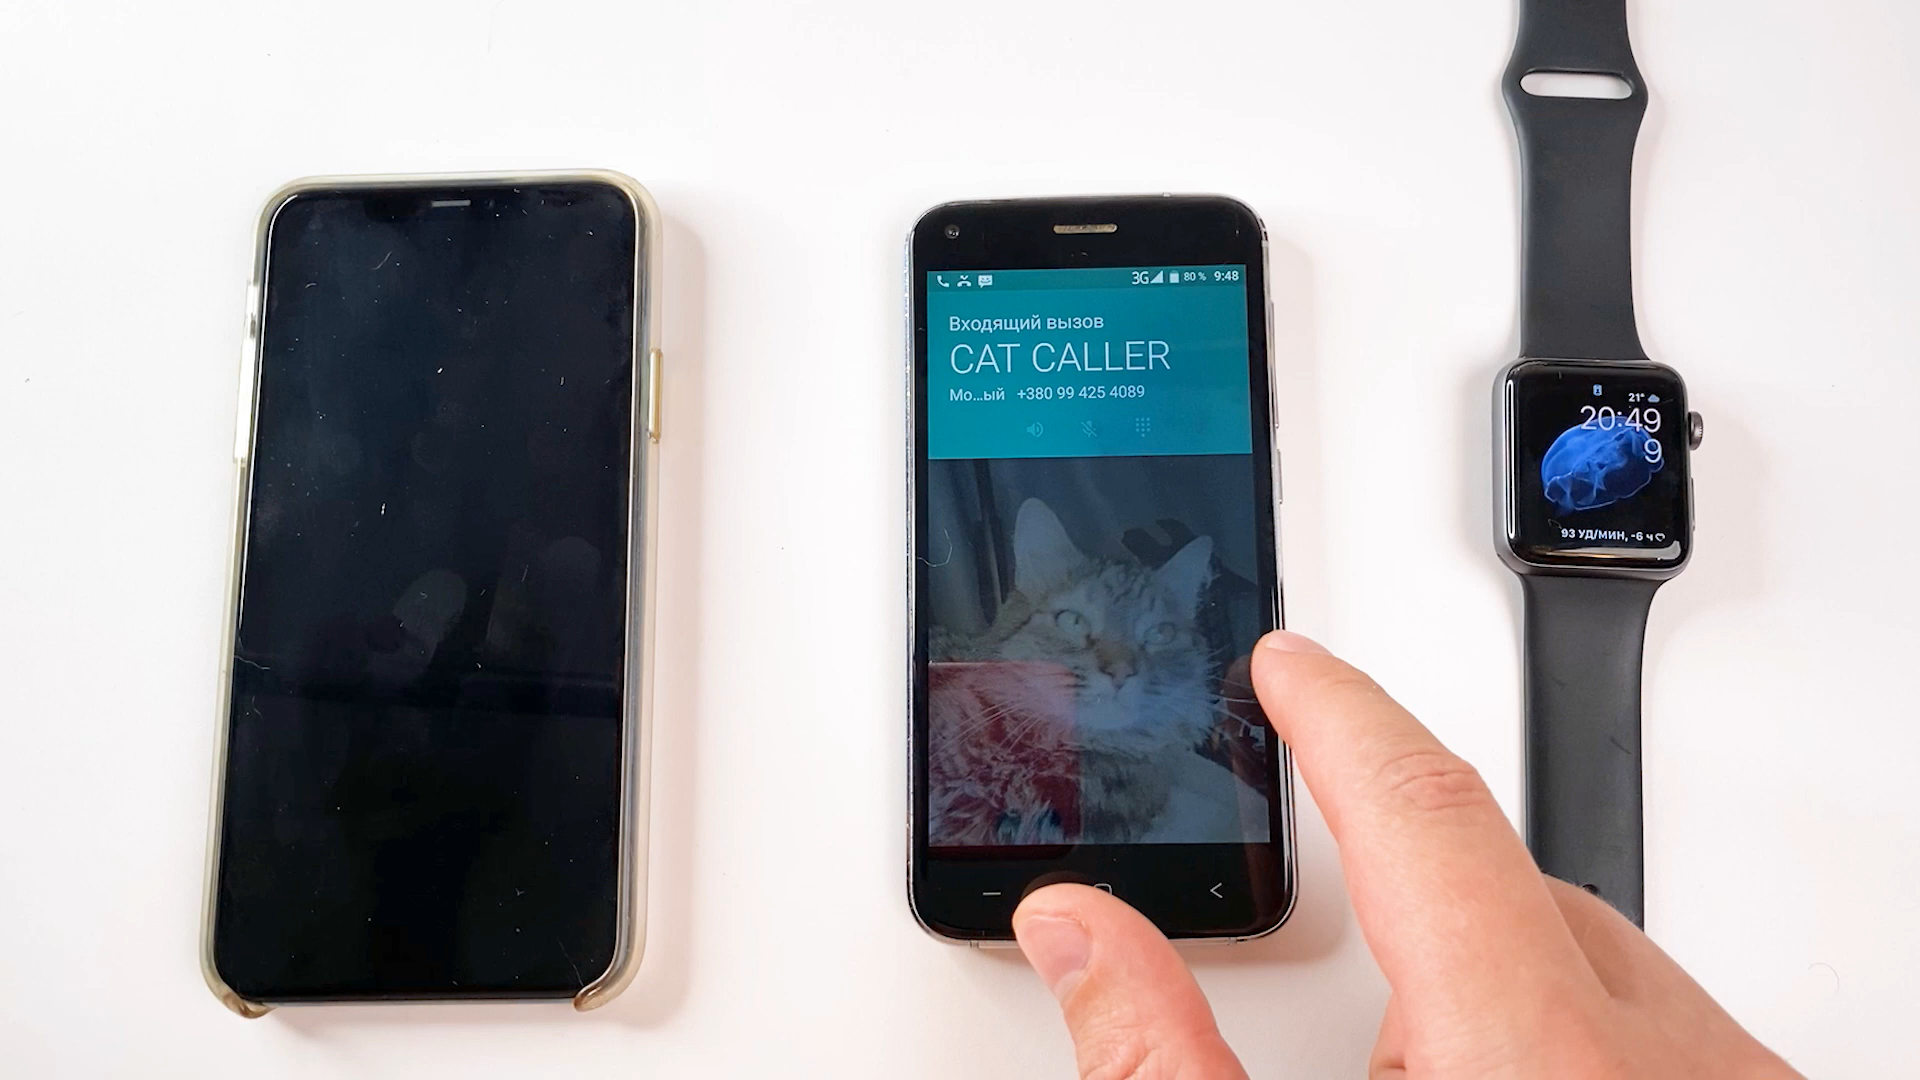 3G 80 % 9:48
Входящий вызов
CAT CALLER
Мо...ый +380 99 425 4089
21°
20:49
9
93 УД/МИН, -6 ч